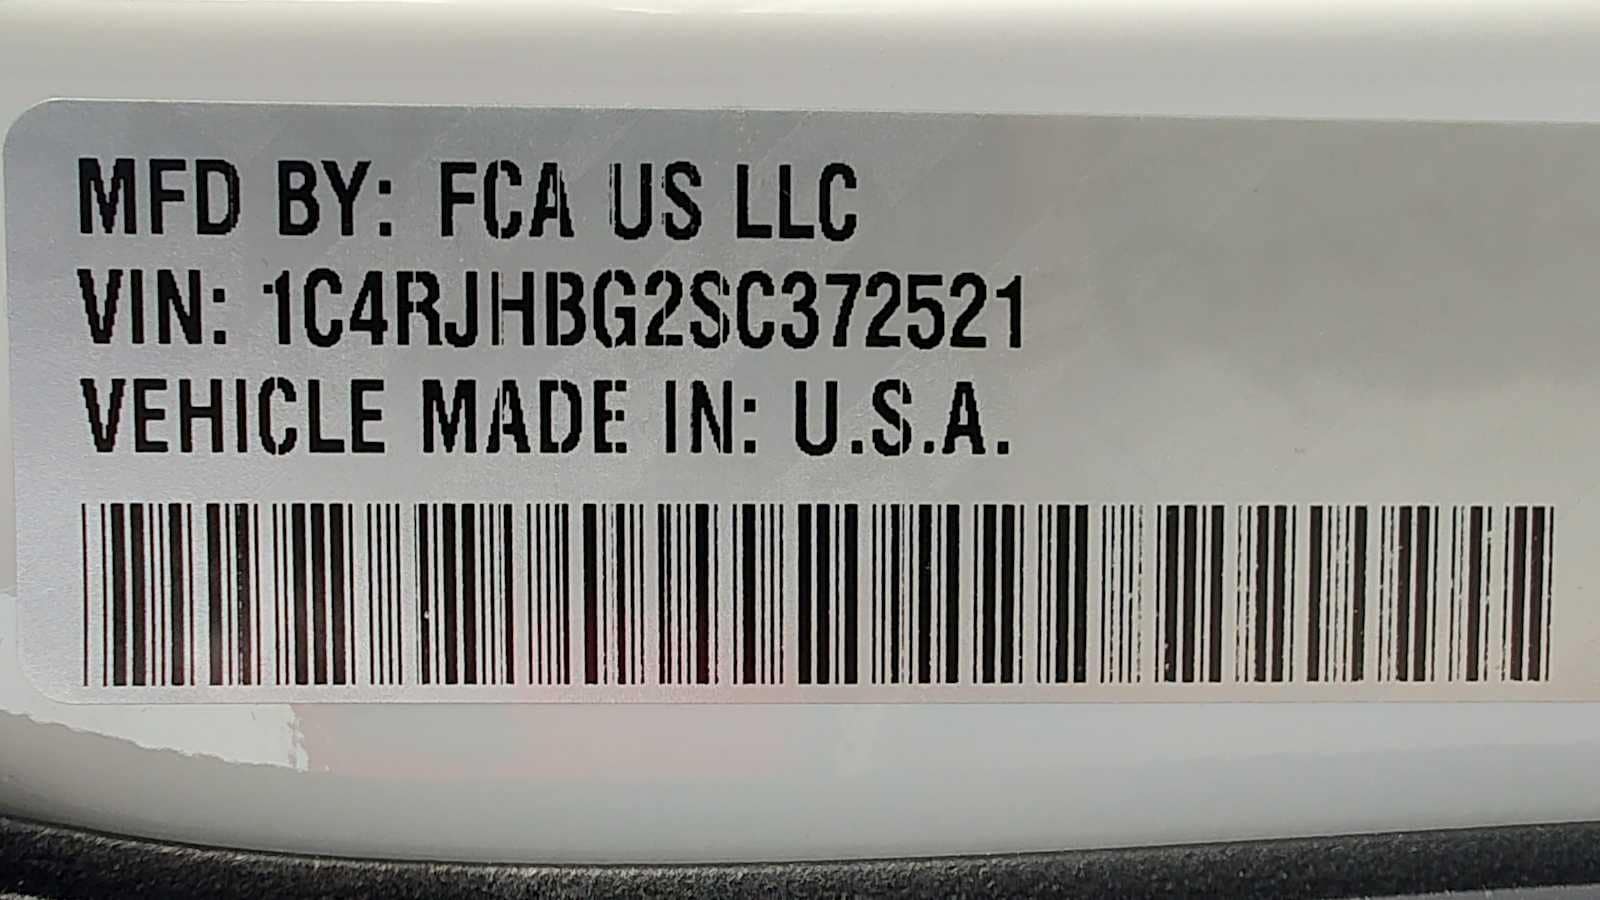 MFD BY: FCA US LLC
VIN: 1C4RJHBG2SC372521
VEHICLE MADE IN: U.S.A.